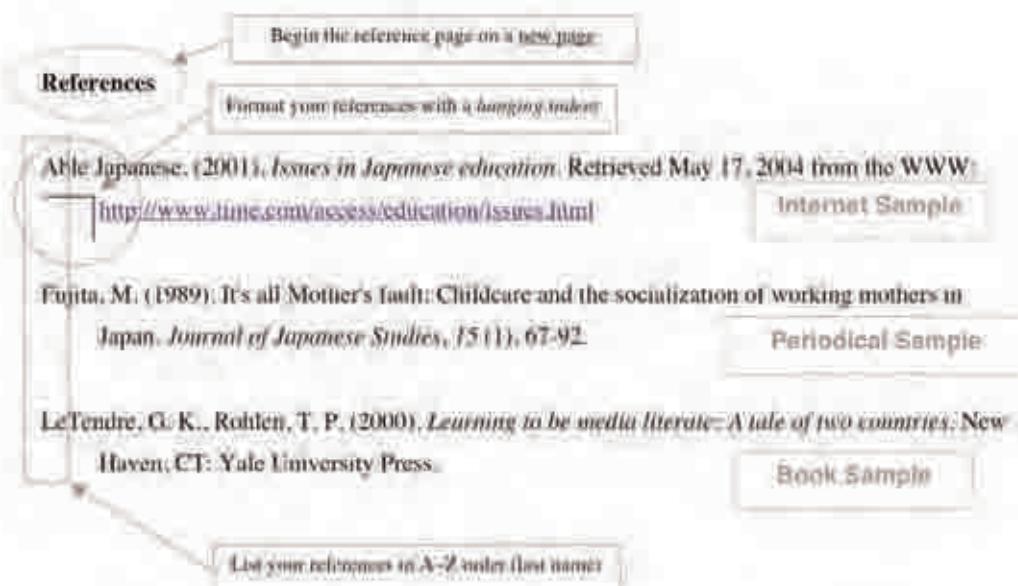 Begin the reference page on a new page
References
Format your references with a hanging indent
Able Japanese. (2001). Issues in Japanese education. Retrieved May 17, 2004 from the WWW:
http://www.time.com/access/education/issues.html
Internet Sample
Fujita, M. (1989). It's all Mother's fault: Childcare and the socialization of working mothers in
Japan. Journal of Japanese Studies, 15 (1), 67-92.
Periodical Sample
LeTendre, G. K., Rohlen, T. P. (2000). Learning to be media literate: A tale of two countries. New
Haven, CT: Yale University Press.
Book Sample
List your references in A-Z order (last name)